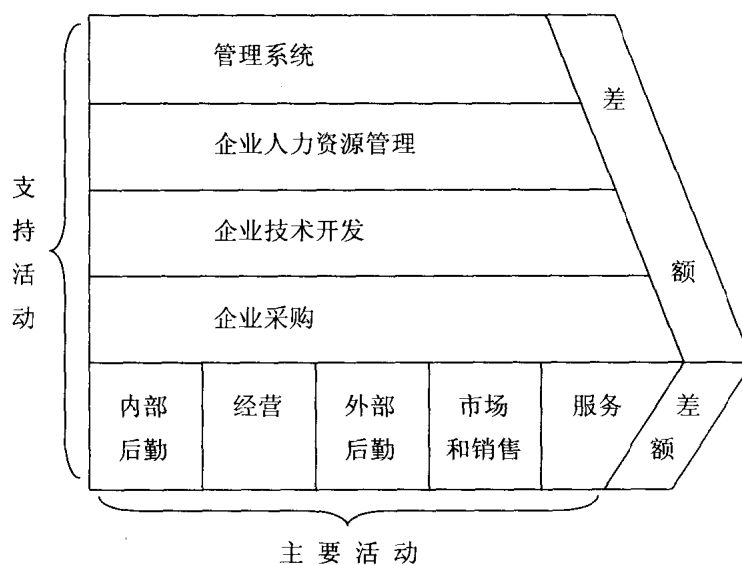 管理系统
差
企业人力资源管理
支持活动
企业技术开发
额
企业采购
内部
后勤
经营
外部
后勤
市场
和销售
服务
差
额
主要活动